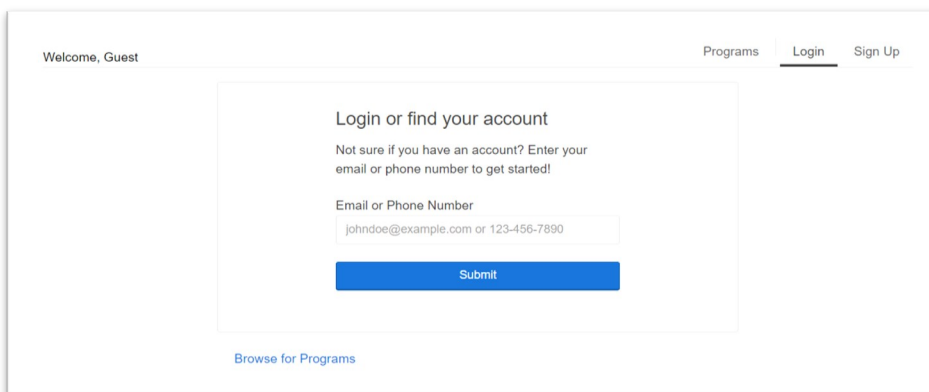 Welcome, Guest
Programs Login Sign Up
Login or find your account
Not sure if you have an account? Enter your
email or phone number to get started!
Email or Phone Number
johndoe@example.com or 123-456-7890
Submit
Browse for Programs